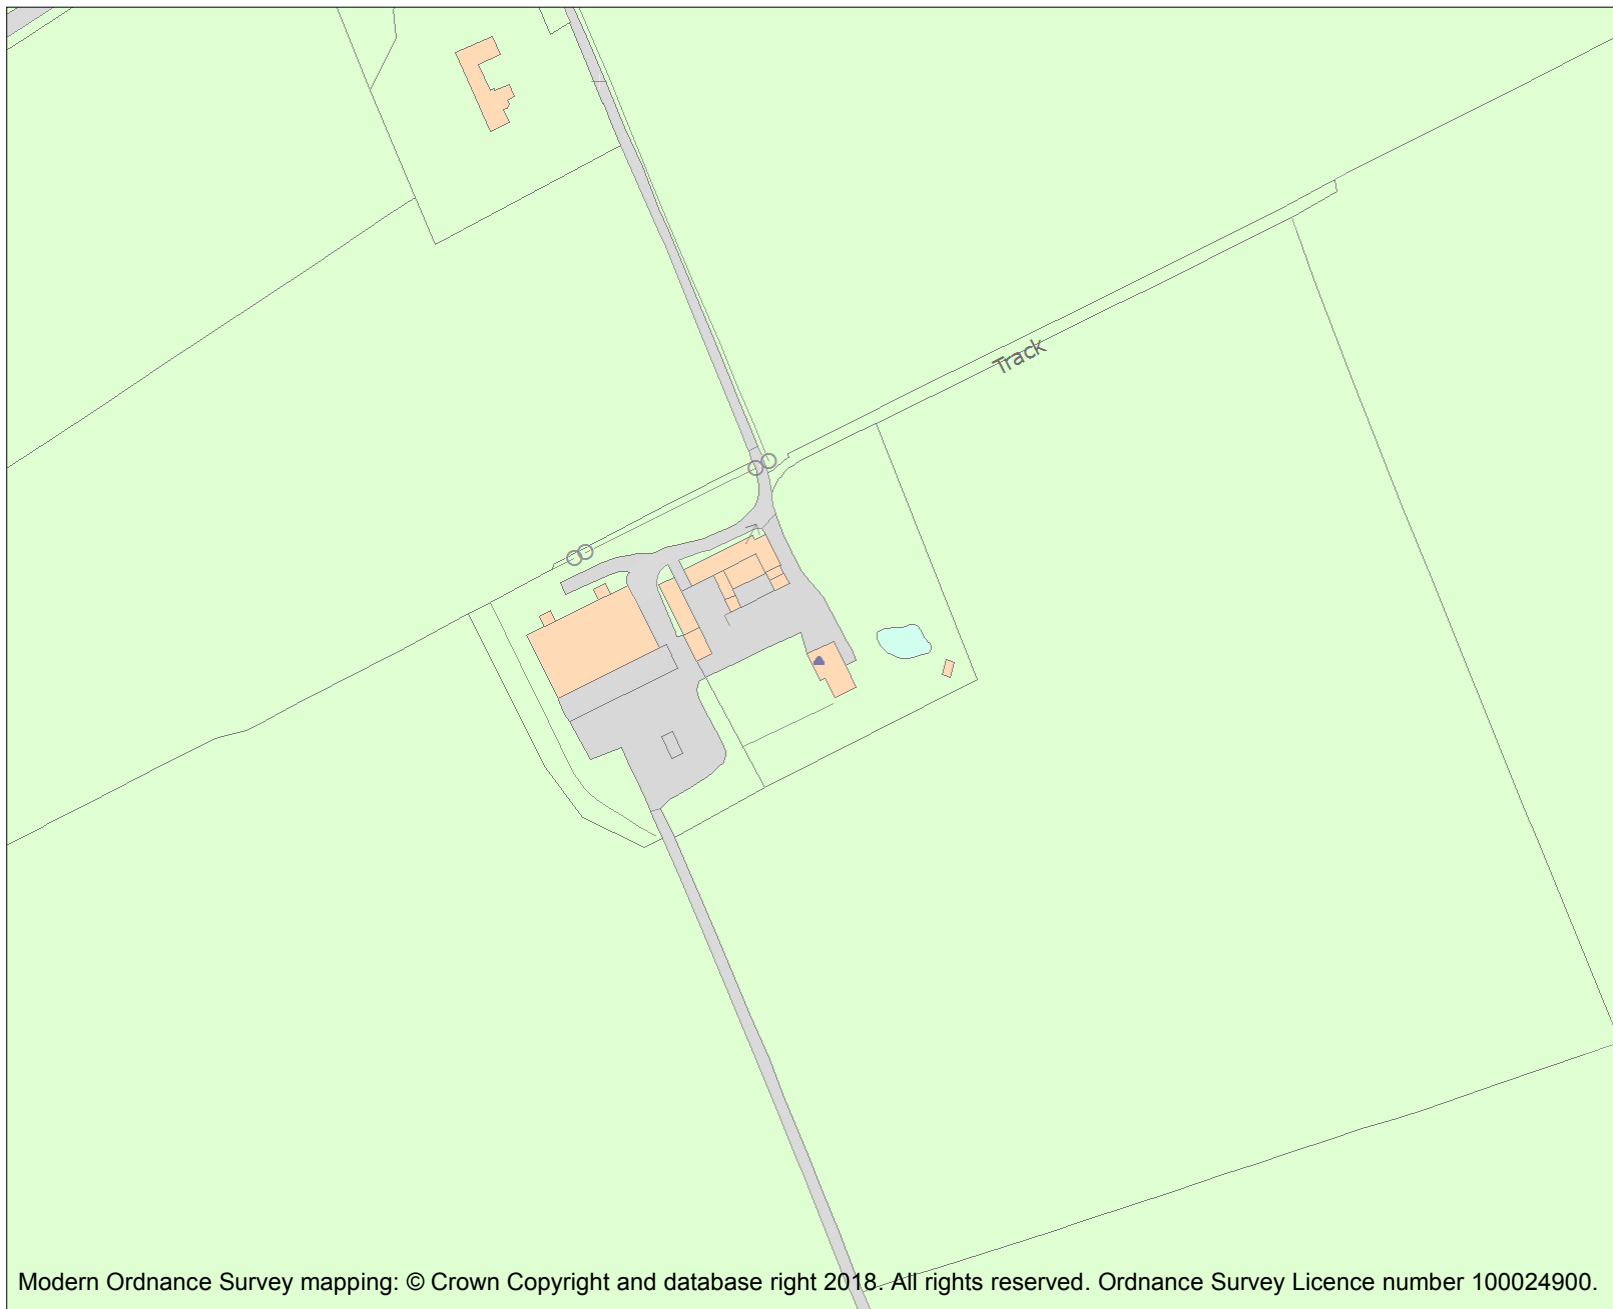 Track
Modern Ordnance Survey mapping: © Crown Copyright and database right 2018. All rights reserved. Ordnance Survey Licence number 100024900.